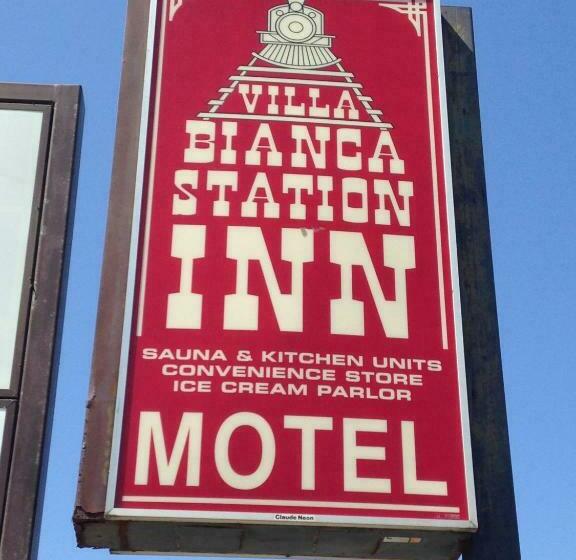 VILLA
BIANCA
STATION
INN
SAUNA & KITCHEN UNITS
CONVENIENCE STORE
ICE CREAM PARLOR
MOTEL
Claude Neon